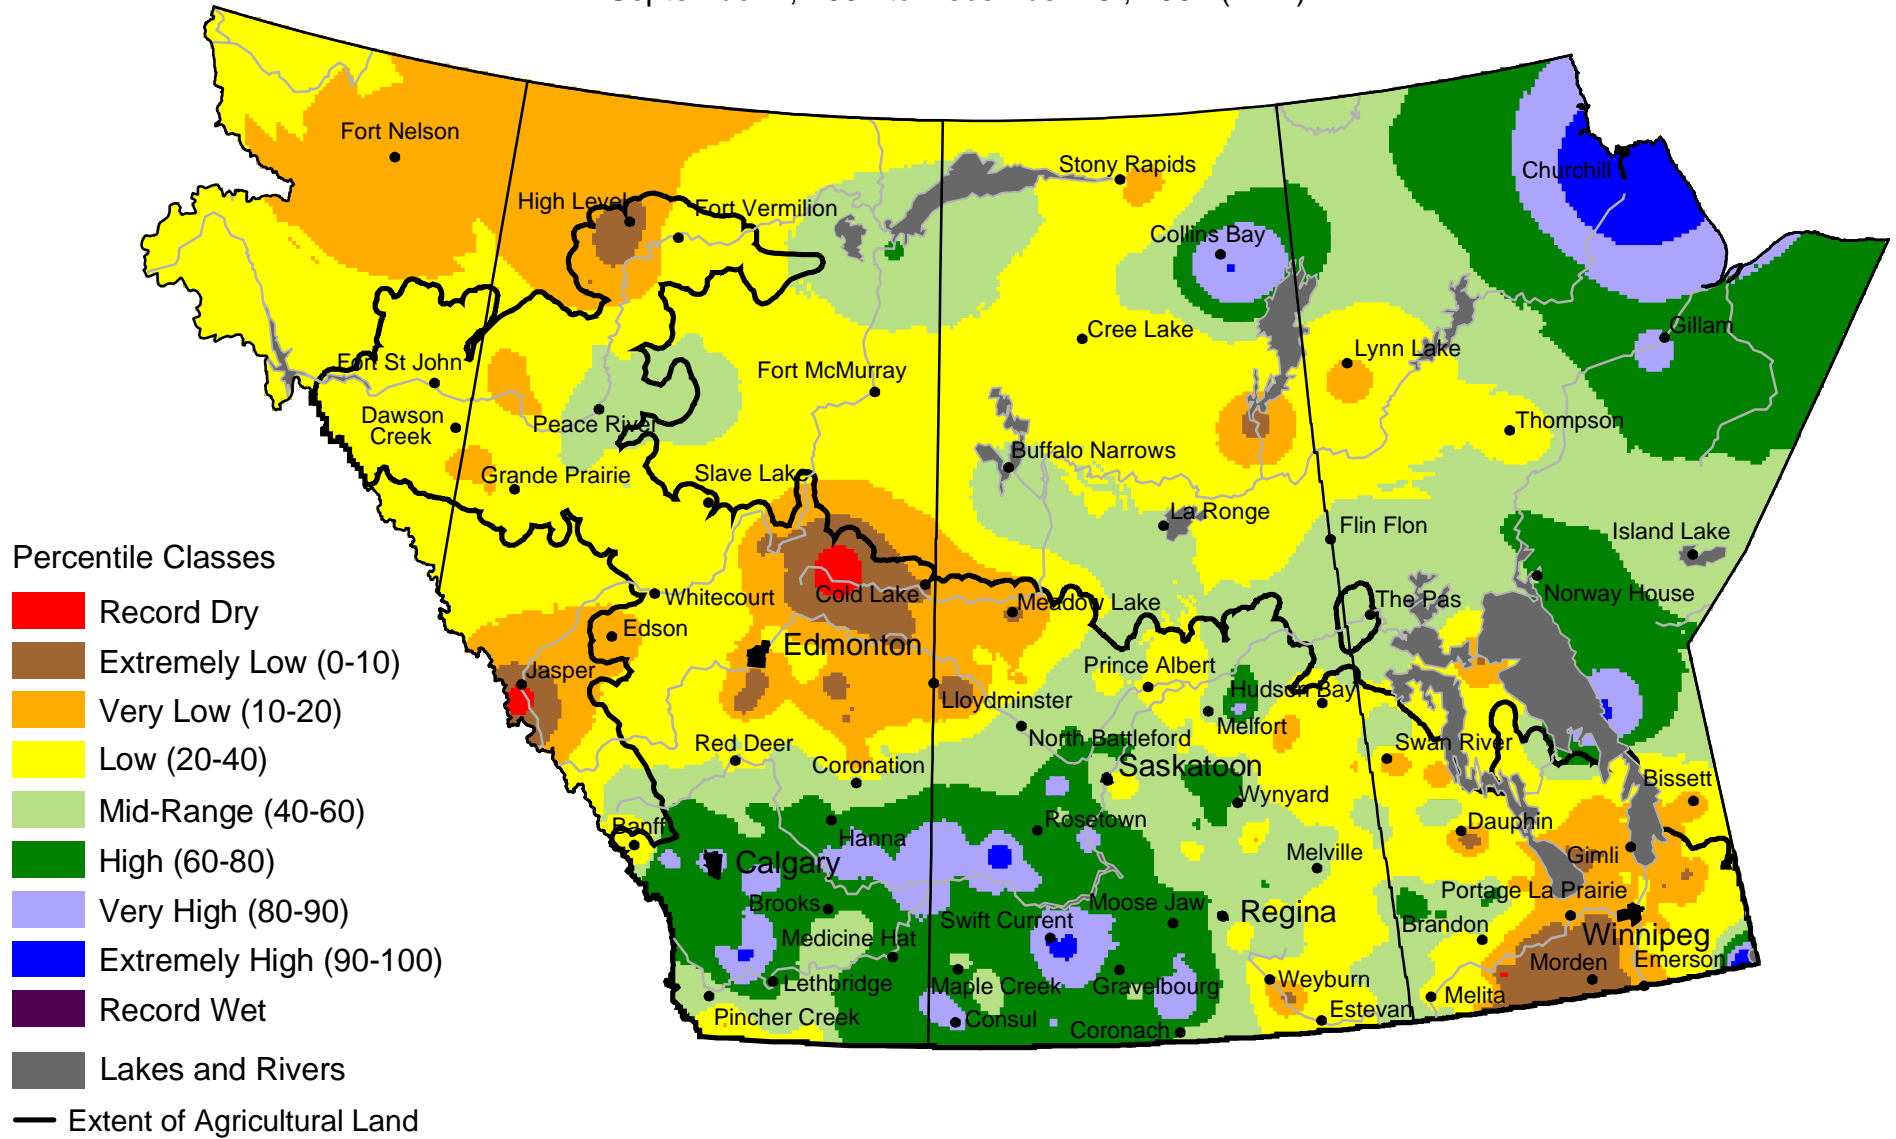 Fort Nelson
Stony Rapids
Churchill
High Level
Fort Vermilion
Collins Bay
Cree Lake
Gillam
Lynn Lake
Fort St John
Fort McMurray
Dawson
Creek
Peace River
Thompson
Buffalo Narrows
Grande Prairie
Slave Lake
La Ronge
Flin Flon
Island Lake
Whitecourt
Cold Lake
Meadow Lake
The Pas
Norway House
Edson
Edmonton
Jasper
Prince Albert
Lloydminster
Hudson Bay
Melfort
Red Deer
North Battleford
Swan River
Coronation
Saskatoon
Bissett
Wynyard
Banff
Hanna
Rosetown
Dauphin
Calgary
Melville
Gimli
Brooks
Moose Jaw
Portage La Prairie
Swift Current
Regina
Brandon
Medicine Hat
Winnipeg
Morden
Emerson
Lethbridge
Maple Creek
Gravelbourg
Weyburn
Melita
Pincher Creek
Consul
Coronach
Estevan
Percentile Classes
Record Dry
Extremely Low (0-10)
Very Low (10-20)
Low (20-40)
Mid-Range (40-60)
High (60-80)
Very High (80-90)
Extremely High (90-100)
Record Wet
Lakes and Rivers
Extent of Agricultural Land